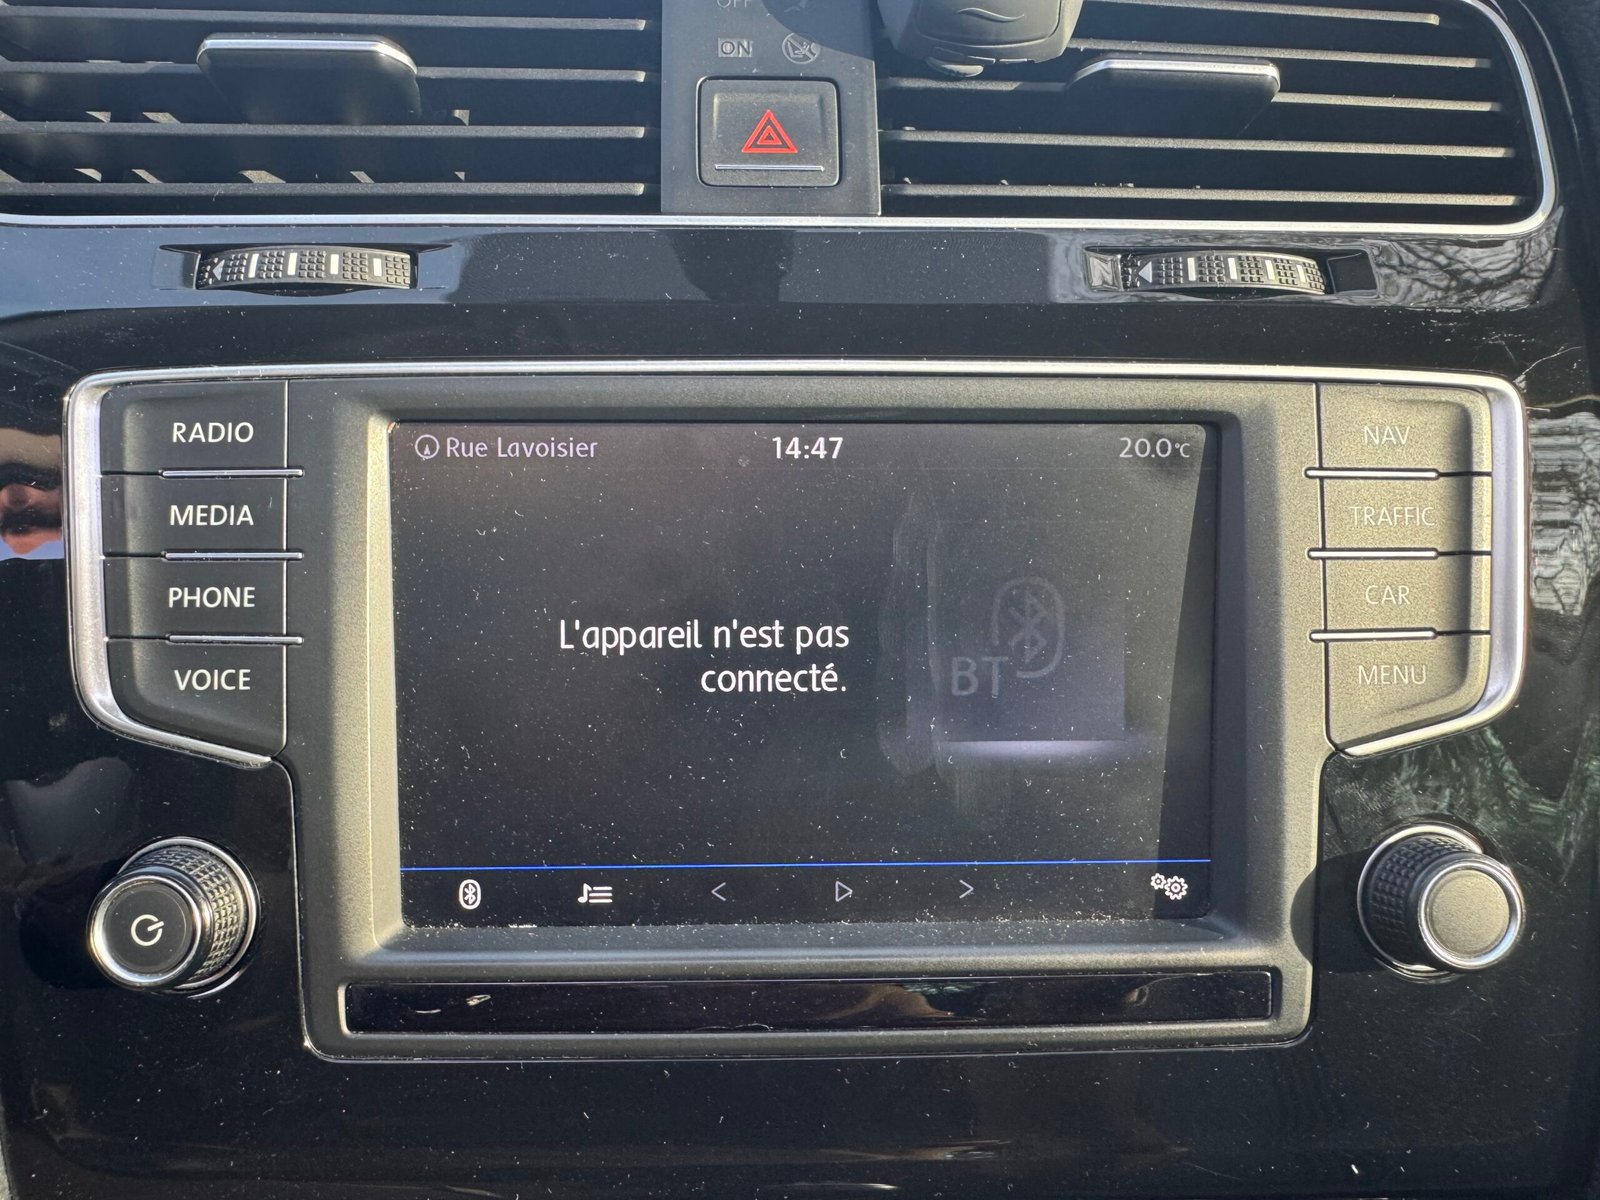 OFF
ON
RADIO
MEDIA
PHONE
VOICE
Rue Lavoisier
14:47
20.0°C
L'appareil n'est pas
connecté.
BT
NAV
TRAFFIC
CAR
MENU